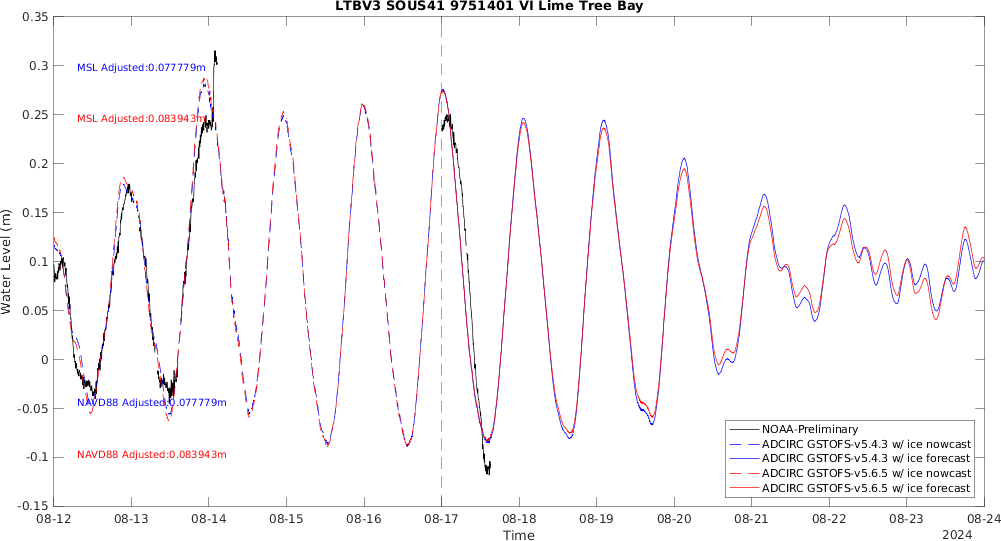 LTBV3 SOUS41 9751401 VI Lime Tree Bay
0.35
0.3
0.25
0.2
0.15
0.1
0.05
0
-0.05
-0.1
-0.15
Water Level (m)
MSL Adjusted:0.077779m
MSL Adjusted:0.083943m
NAVD88 Adjusted:0.077779m
NAVD88 Adjusted:0.083943m
NOAA-Preliminary
ADCIRC GSTOFS-v5.4.3 w/ ice nowcast
ADCIRC GSTOFS-v5.4.3 w/ ice forecast
ADCIRC GSTOFS-v5.6.5 w/ ice nowcast
ADCIRC GSTOFS-v5.6.5 w/ ice forecast
08-12 08-13 08-14 08-15 08-16 08-17 08-18 08-19 08-20 08-21 08-22 08-23 08-24
Time
2024